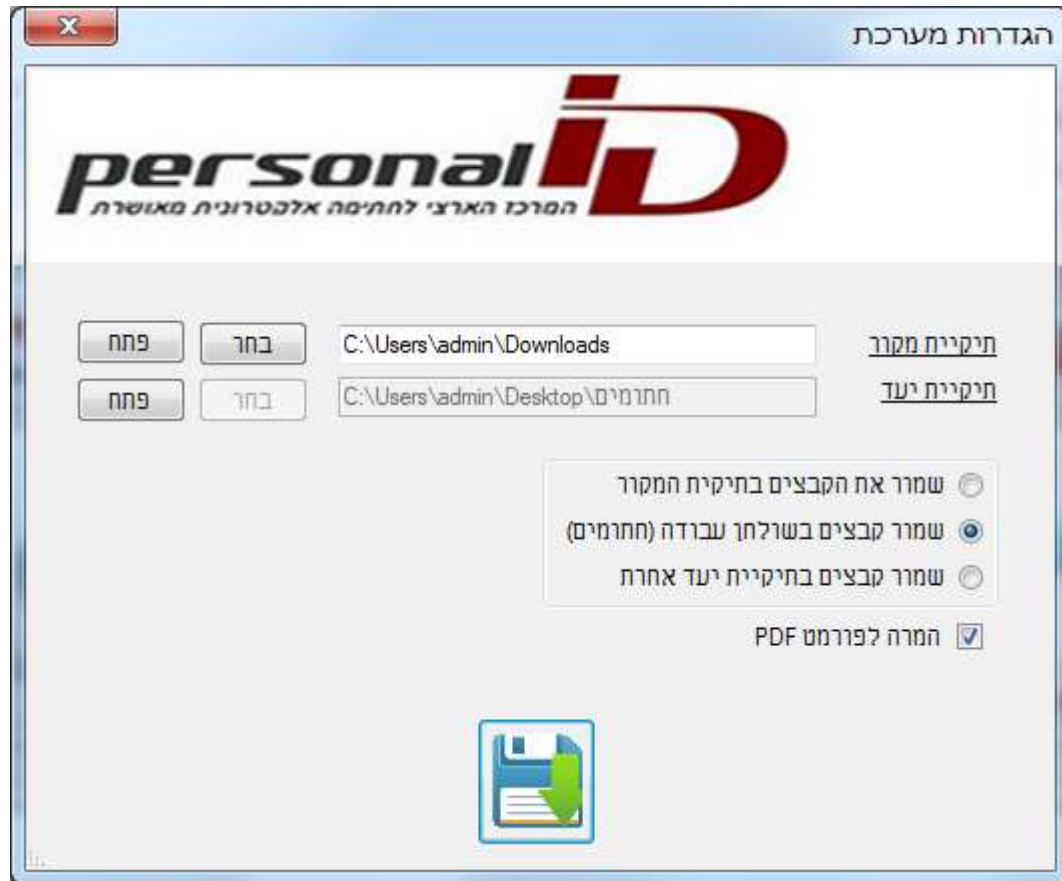 הגדרות מערכת
personal iD
המרכז הארצי לחתימה אלקטרונית מאושרת
תיקיית מקור C:\Users\admin\Downloads בחר פתח
תיקיית יעד C:\Users\admin\Desktop\חתומים בחר פתח
שמור את הקבצים בתיקית המקור
שמור קבצים בשולחן עבודה (חתומים)
שמור קבצים בתיקיית יעד אחרת
המרה לפורמט PDF